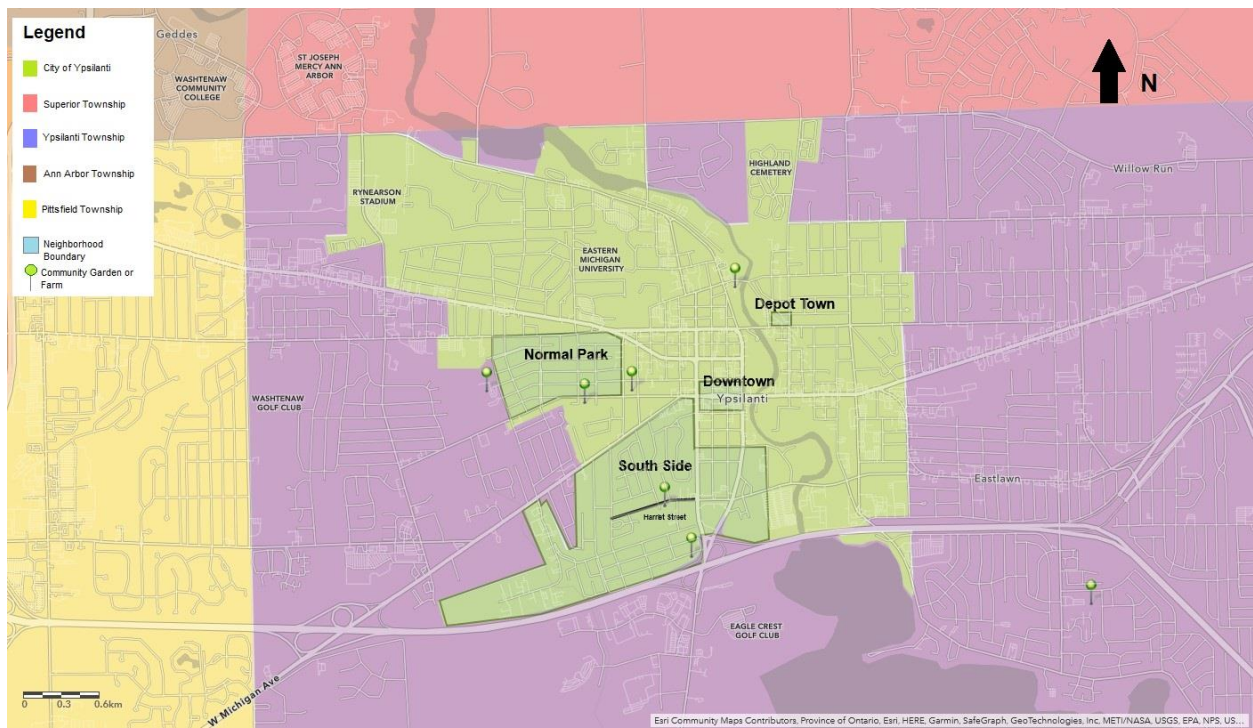 Legend
City of Ypsilanti
Superior Township
Ypsilanti Township
Ann Arbor Township
Pittsfield Township
Neighborhood
Boundary
Community Garden or
Farm
Geddes
WASHTENAW
COMMUNITY
COLLEGE
ST JOSEPH
MERCY ANN
ARBOR
N
HIGHLAND
CEMETERY
Willow Run
RYNEARSON
STADIUM
EASTERN
MICHIGAN
UNIVERSITY
Depot Town
Normal Park
Downtown
Ypsilanti
WASHTENAW
GOLF CLUB
South Side
Eastlawn
Harriet Street
EAGLE CREST
GOLF CLUB
W Michigan Ave
0 0.3 0.6km
Esri Community Maps Contributors, Province of Ontario, Esri, HERE, Garmin, SafeGraph, GeoTechnologies, Inc, METI/NASA, USGS, EPA, NPS, US...